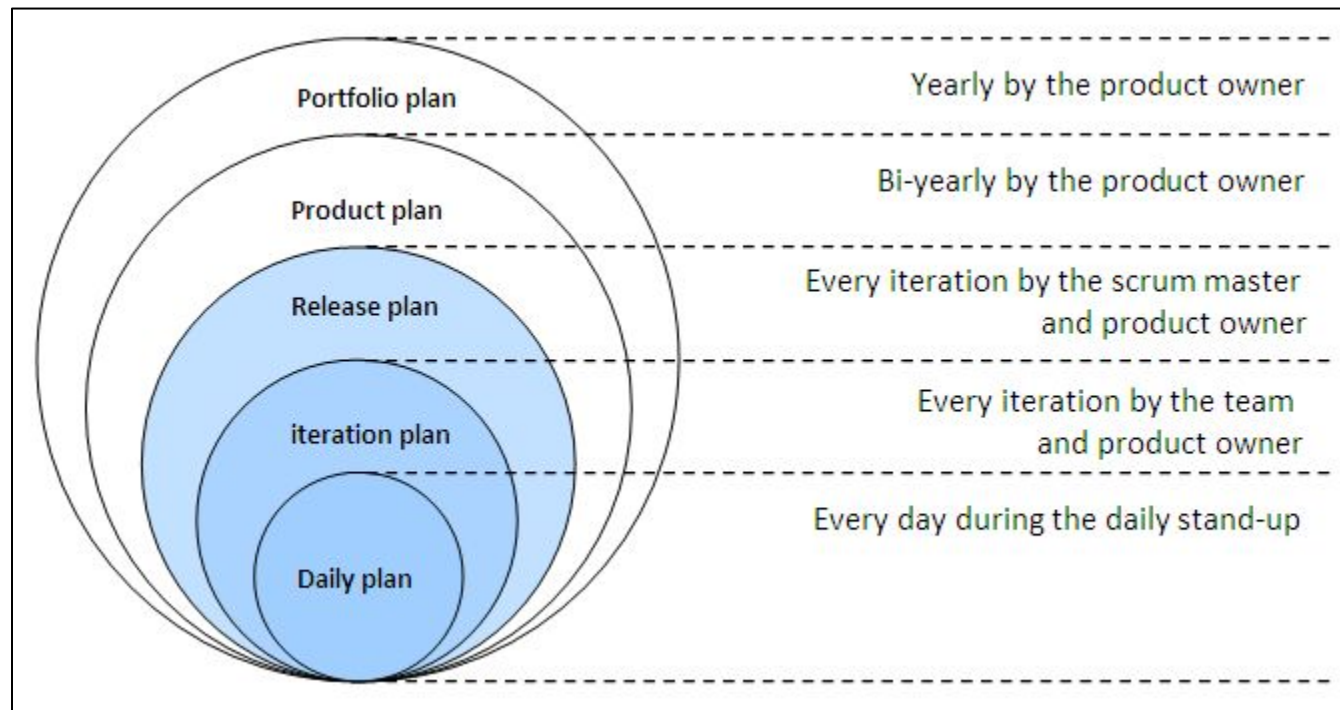 Portfolio plan
Yearly by the product owner
Product plan
Bi-yearly by the product owner
Release plan
Every iteration by the scrum master
and product owner
iteration plan
Every iteration by the team
and product owner
Daily plan
Every day during the daily stand-up